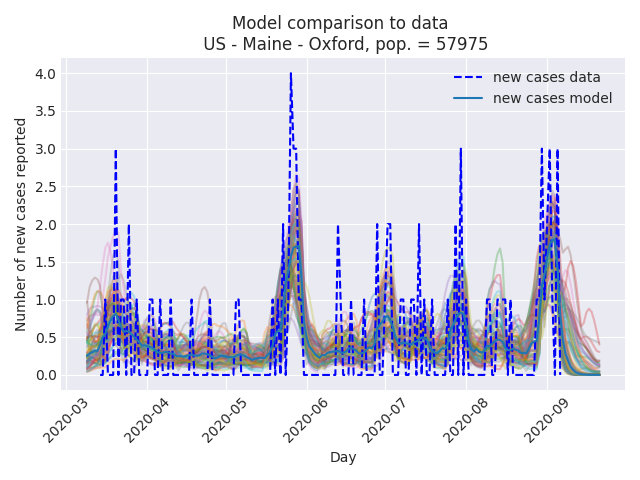 Model comparison to data
US - Maine - Oxford, pop. = 57975
new cases data
new cases model
Number of new cases reported
4.0
3.5
3.0
2.5
2.0
1.5
1.0
0.5
0.0
2020-03
2020-04
2020-05
2020-06
2020-07
2020-08
2020-09
Day